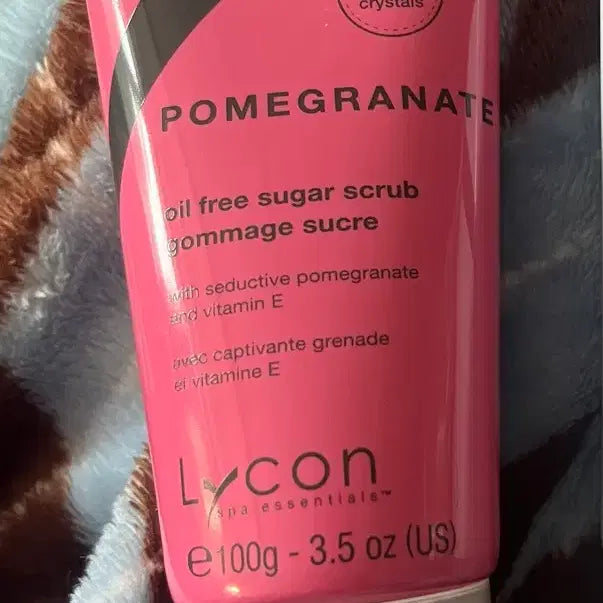 crystals
POMEGRANATE
oil free sugar scrub
gommage sucre
with seductive pomegranate
and vitamin E
avec captivante grenade
et vitamine E
Lycon
spa essentials™
℮100g - 3.5 oz (US)